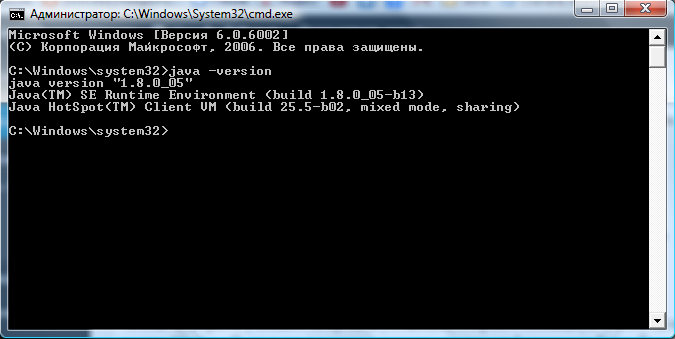 Администратор: C:\Windows\System32\cmd.exe
Microsoft Windows [Версия 6.0.6002]
(C) Корпорация Майкрософт, 2006. Все права защищены.
C:\Windows\system32>java -version
java version "1.8.0_05"
Java(TM) SE Runtime Environment (build 1.8.0_05-b13)
Java HotSpot(TM) Client VM (build 25.5-b02, mixed mode, sharing)
C:\Windows\system32>